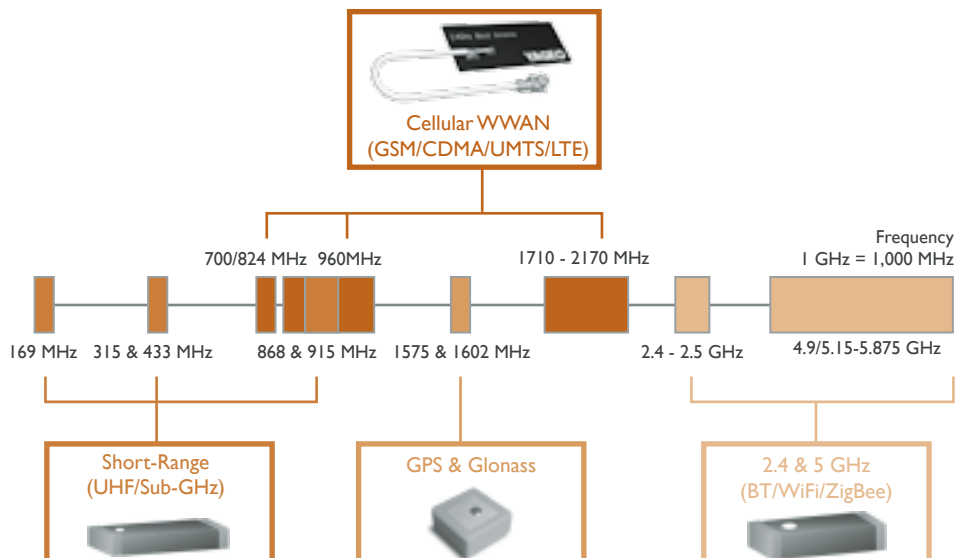 YAGEO
Cellular WWAN
(GSM/CDMA/UMTS/LTE)
Frequency
700/824 MHz 960MHz 1710 - 2170 MHz 1 GHz = 1,000 MHz
169 MHz 315 & 433 MHz 868 & 915 MHz 1575 & 1602 MHz 2.4 - 2.5 GHz 4.9/5.15-5.875 GHz
Short-Range
(UHF/Sub-GHz)
GPS & Glonass
2.4 & 5 GHz
(BT/WiFi/ZigBee)